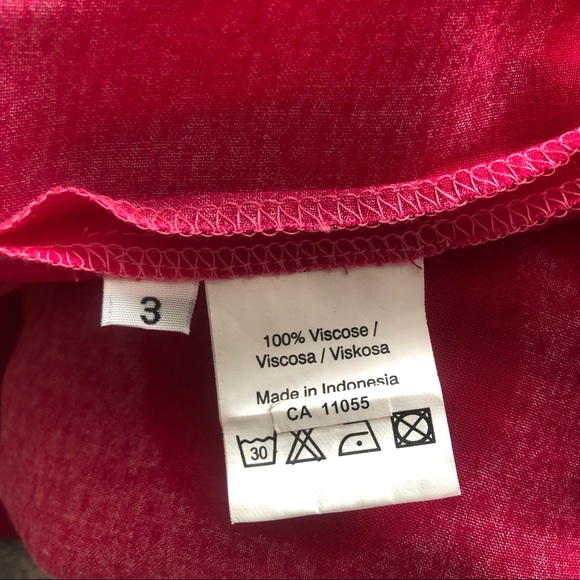 3
100% Viscose /
Viscosa / Viskosa
Made in Indonesia
CA 11055
30